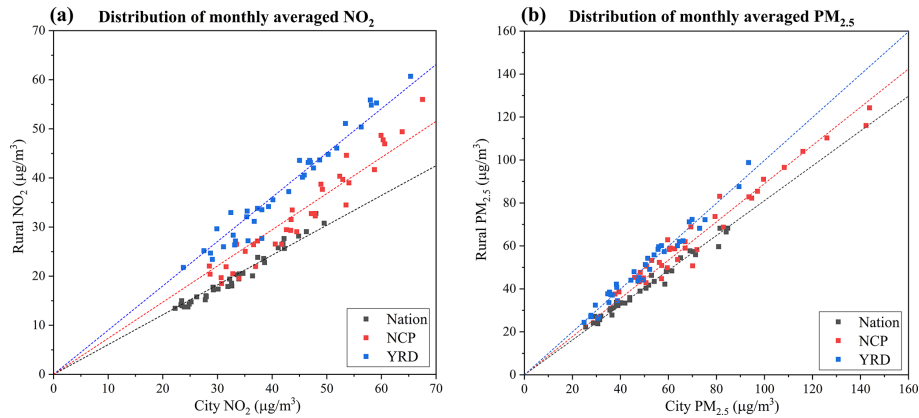 (a) Distribution of monthly averaged NO₂
Rural NO₂ (μg/m³)
70
60
50
40
30
20
10
0
0 10 20 30 40 50 60 70
City NO₂ (μg/m³)
Nation
NCP
YRD
(b) Distribution of monthly averaged PM₂.₅
Rural PM₂.₅ (μg/m³)
160
140
120
100
80
60
40
20
0
0 20 40 60 80 100 120 140 160
City PM₂.₅ (μg/m³)
Nation
NCP
YRD